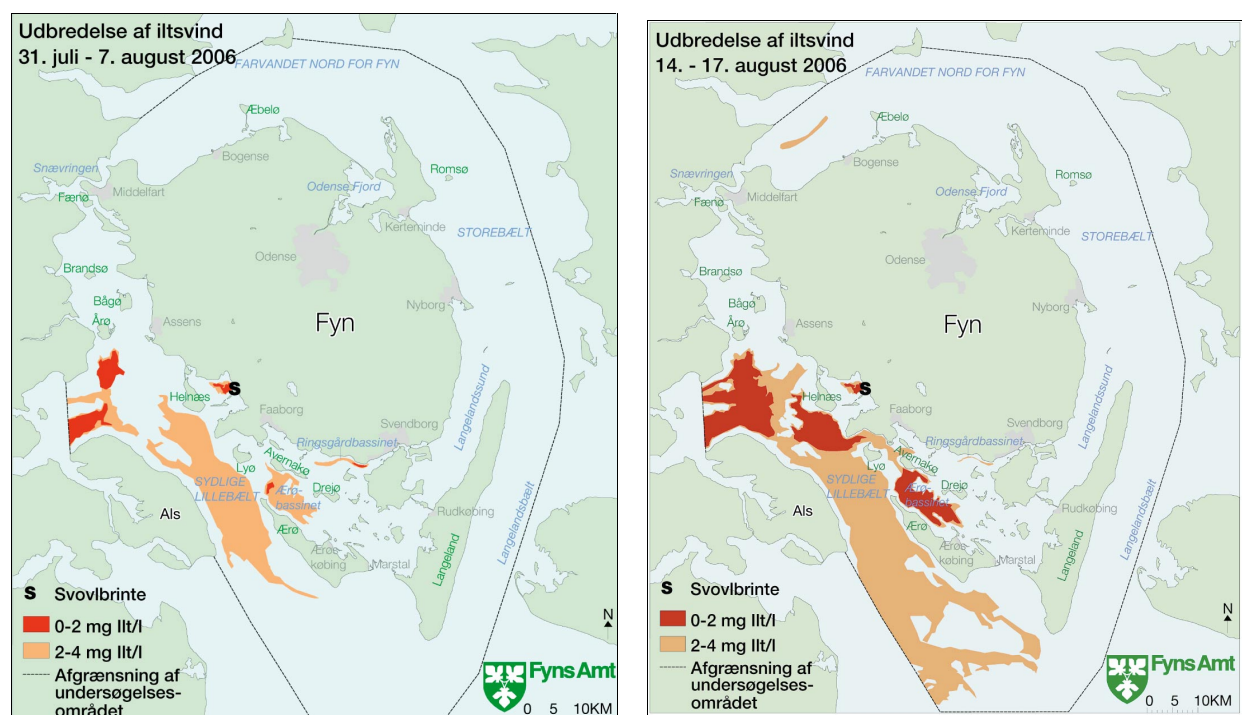 Udbredelse af iltsvind
31. juli - 7. august 2006
FARVANDET NORD FOR FYN
Æbelø
Bogense
Snævringen
Romsø
Middelfart
Odense Fjord
Fænø
Kerteminde
STOREBÆLT
Odense
Brandsø
Bågø
Nyborg
Årø
Assens
Fyn
S
Helnæs
Faaborg
Langelandssund
Svendborg
Ringsgårdbassinet
Avernakø
Lyø
SYDLIGE
LILLEBÆLT
Drejø
Ærø-
bassinet
Als
Rudkøbing
Langelandsbælt
Ærø
Ærøs-
købing
Marstal
Langeland
S Svovlbrinte
0-2 mg Ilt/l
2-4 mg Ilt/l
Afgrænsning af
undersøgelses-
området
N
Fyns Amt
0 5 10KM
Udbredelse af iltsvind
14. - 17. august 2006
FARVANDET NORD FOR FYN
Æbelø
Bogense
Snævringen
Romsø
Middelfart
Odense Fjord
Fænø
Kerteminde
STOREBÆLT
Odense
Brandsø
Bågø
Nyborg
Årø
Assens
Fyn
S
Helnæs
Faaborg
Langelandssund
Svendborg
Ringsgårdbassinet
Avernakø
Lyø
SYDLIGE
LILLEBÆLT
Drejø
Ærø-
bassinet
Als
Rudkøbing
Langelandsbælt
Ærø
Ærøs-
købing
Marstal
Langeland
S Svovlbrinte
0-2 mg Ilt/l
2-4 mg Ilt/l
Afgrænsning af
undersøgelses-
området
N
Fyns Amt
0 5 10KM